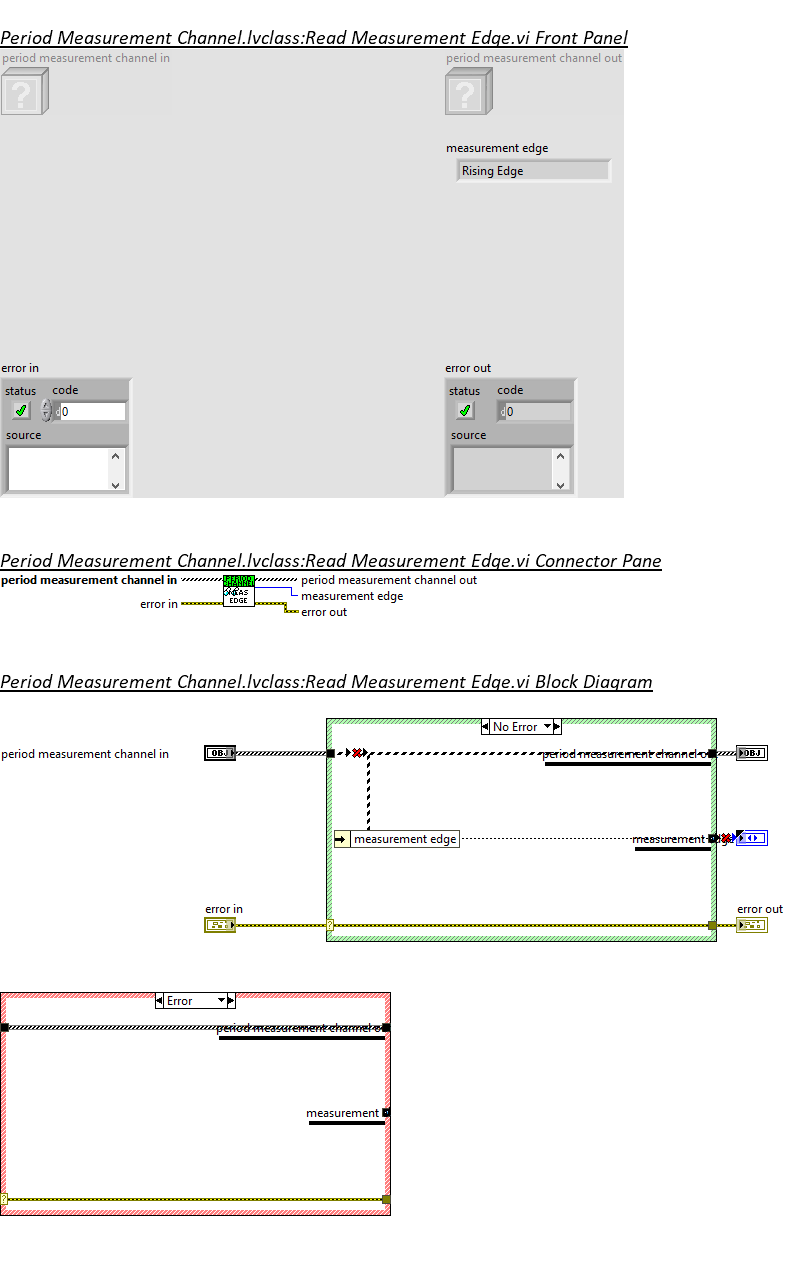 Period Measurement Channel.lvclass:Read Measurement Edge.vi Front Panel
period measurement channel in
period measurement channel out
measurement edge
Rising Edge
error in
error out
status code
status code
d 0
d 0
source
source
Period Measurement Channel.lvclass:Read Measurement Edge.vi Connector Pane
period measurement channel in
PERIOD
CHANNEL
period measurement channel out
measurement edge
error in
EDGE
error out
Period Measurement Channel.lvclass:Read Measurement Edge.vi Block Diagram
No Error
period measurement channel in
OBJ
period measurement channel o
OBJ
measurement edge
measurement edge
error in
error out
?
Error
period measurement channel o
measurement
?